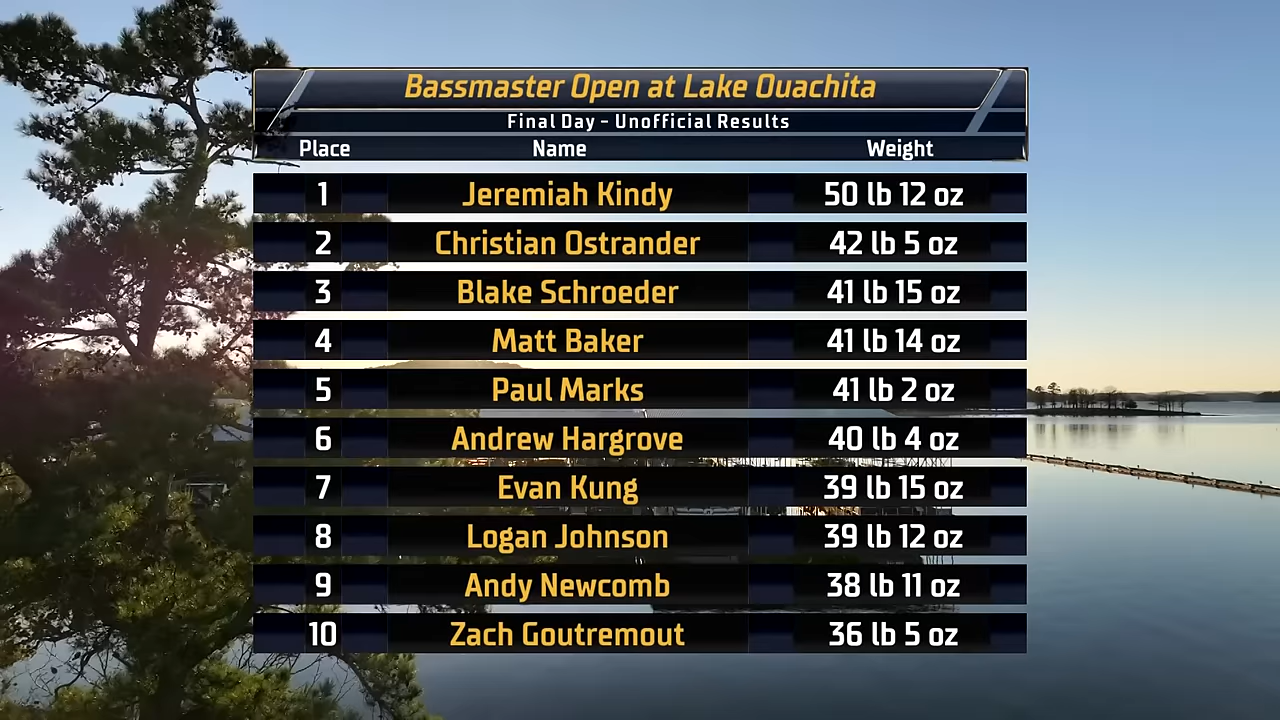 Bassmaster Open at Lake Ouachita
Final Day - Unofficial Results
Place Name Weight
1 Jeremiah Kindy 50 lb 12 oz
2 Christian Ostrander 42 lb 5 oz
3 Blake Schroeder 41 lb 15 oz
4 Matt Baker 41 lb 14 oz
5 Paul Marks 41 lb 2 oz
6 Andrew Hargrove 40 lb 4 oz
7 Evan Kung 39 lb 15 oz
8 Logan Johnson 39 lb 12 oz
9 Andy Newcomb 38 lb 11 oz
10 Zach Goutremout 36 lb 5 oz